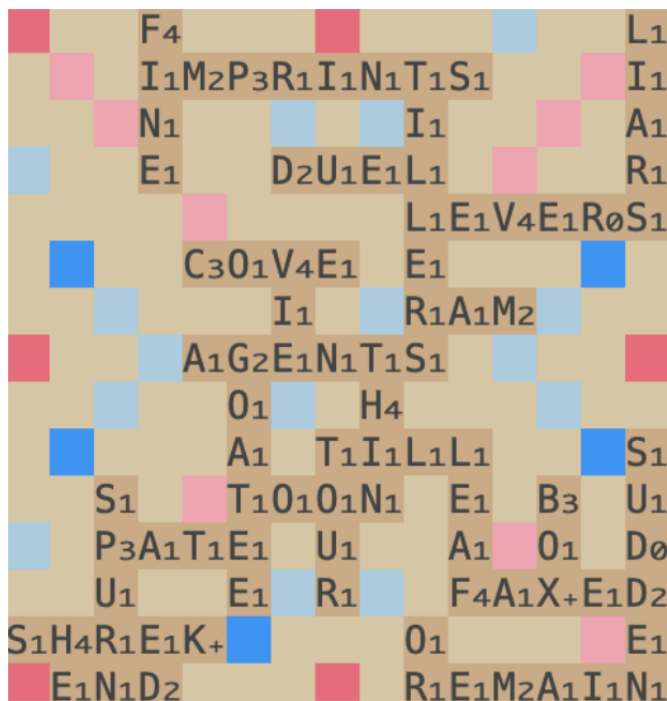 F4 L1
I1M2P3R1I1N1T1S1 I1
N1 I1 A1
E1 D2U1E1L1 R1
L1E1V4E1R0S1
C3O1V4E1 E1
I1 R1A1M2
A1G2E1N1T1S1
O1 H4
A1 T1I1L1L1 S1
S1 T1O1O1N1 E1 B3 U1
P3A1T1E1 U1 A1 O1 D0
U1 E1 R1 F4A1X+E1D2
S1H4R1E1K+ O1 E1
E1N1D2 R1E1M2A1I1N1